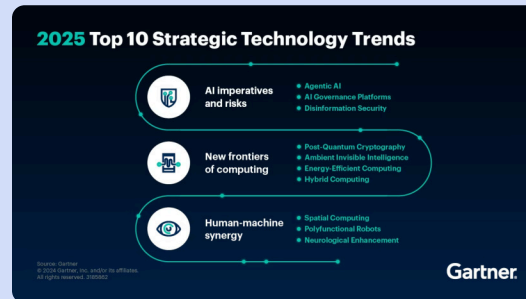 2025 Top 10 Strategic Technology Trends
AI imperatives
and risks
Agentic AI
AI Governance Platforms
Disinformation Security
New frontiers
of computing
Post-Quantum Cryptography
Ambient Invisible Intelligence
Energy-Efficient Computing
Hybrid Computing
Human-machine
synergy
Spatial Computing
Polyfunctional Robots
Neurological Enhancement
Source: Gartner
© 2024 Gartner, Inc. and/or its affiliates.
All rights reserved. 3185862
Gartner.